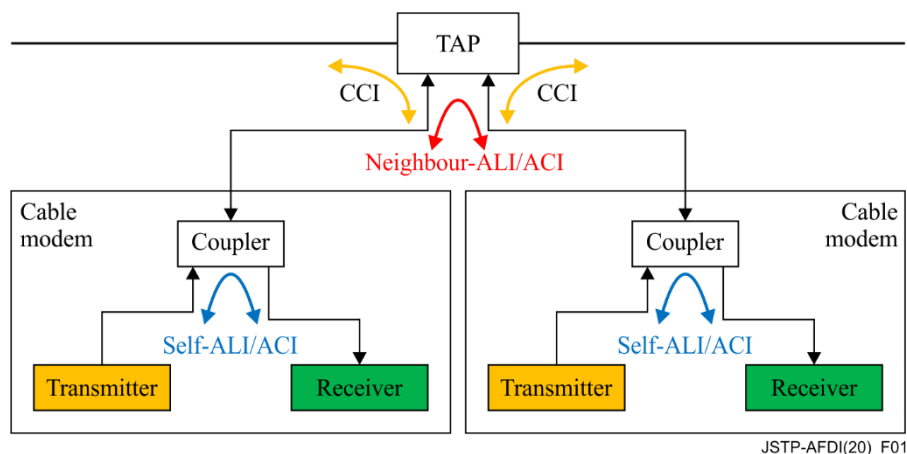 TAP
CCI
CCI
Neighbour-ALI/ACI
Cable
modem
Coupler
Self-ALI/ACI
Transmitter
Receiver
Cable
modem
Coupler
Self-ALI/ACI
Transmitter
Receiver
JSTP-AFDI(20)_F01